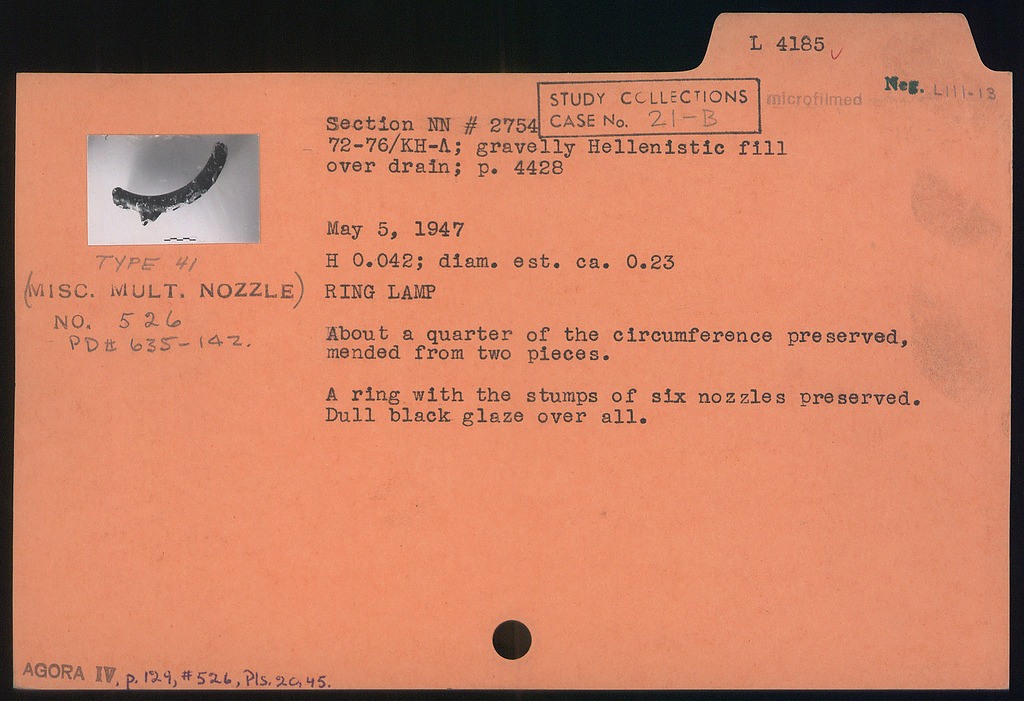 L 4185 ✓
Neg. LIII-13
microfilmed
STUDY COLLECTIONS
CASE No. 21-B
Section NN # 2754
72-76/KH-Λ; gravelly Hellenistic fill
over drain; p. 4428
May 5, 1947
H 0.042; diam. est. ca. 0.23
RING LAMP
About a quarter of the circumference preserved,
mended from two pieces.
A ring with the stumps of six nozzles preserved.
Dull black glaze over all.
TYPE 41
(MISC. MULT. NOZZLE)
NO. 526
PD# 635-142.
AGORA IV, p. 129, #526, Pls. 20, 45.